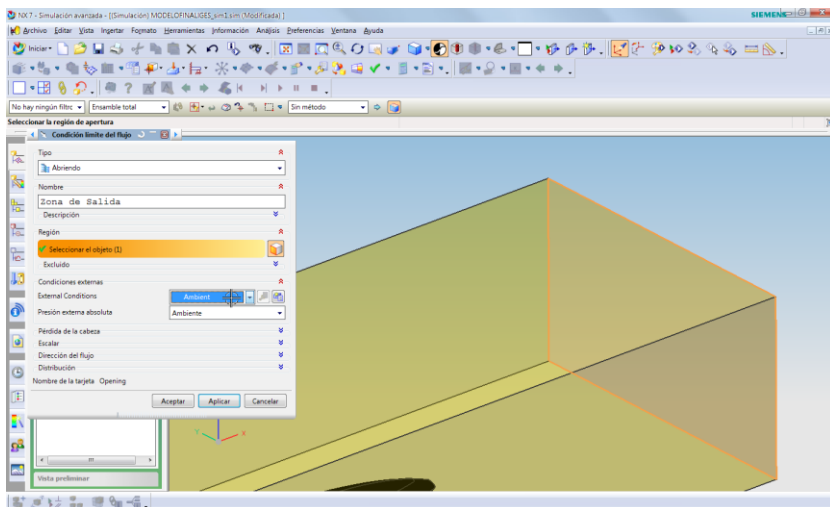 NX 7 - Simulación avanzada - [(Simulación) MODELOFINALIGES_sim1.sim (Modificada) ]
SIEMENS
Archivo Editar Vista Insertar Formato Herramientas Información Análisis Preferencias Ventana Ayuda
Iniciar
No hay ningún filtrc Ensamble total Sin método
Seleccionar la región de apertura
Condición límite del flujo
Tipo
Abriendo
Nombre
Zona de Salida
Descripción
Región
Seleccionar el objeto (1)
Excluido
Condiciones externas
External Conditions Ambient
Presión externa absoluta Ambiente
Pérdida de la cabeza
Escalar
Dirección del flujo
Distribución
Nombre de la tarjeta Opening
Aceptar Aplicar Cancelar
Y X
Vista preliminar